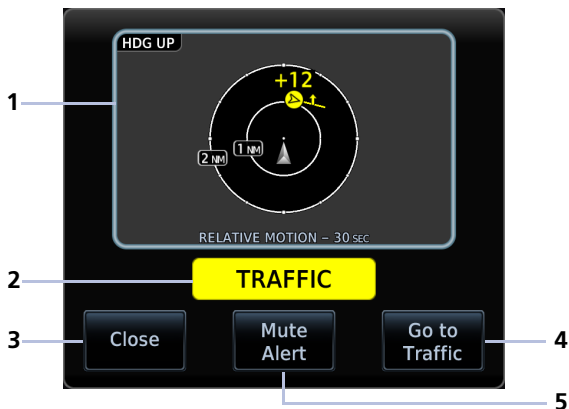 HDG UP
1
+12
1 NM
2 NM
RELATIVE MOTION – 30 SEC
2
TRAFFIC
3
Close
Mute
Alert
Go to
Traffic
4
5